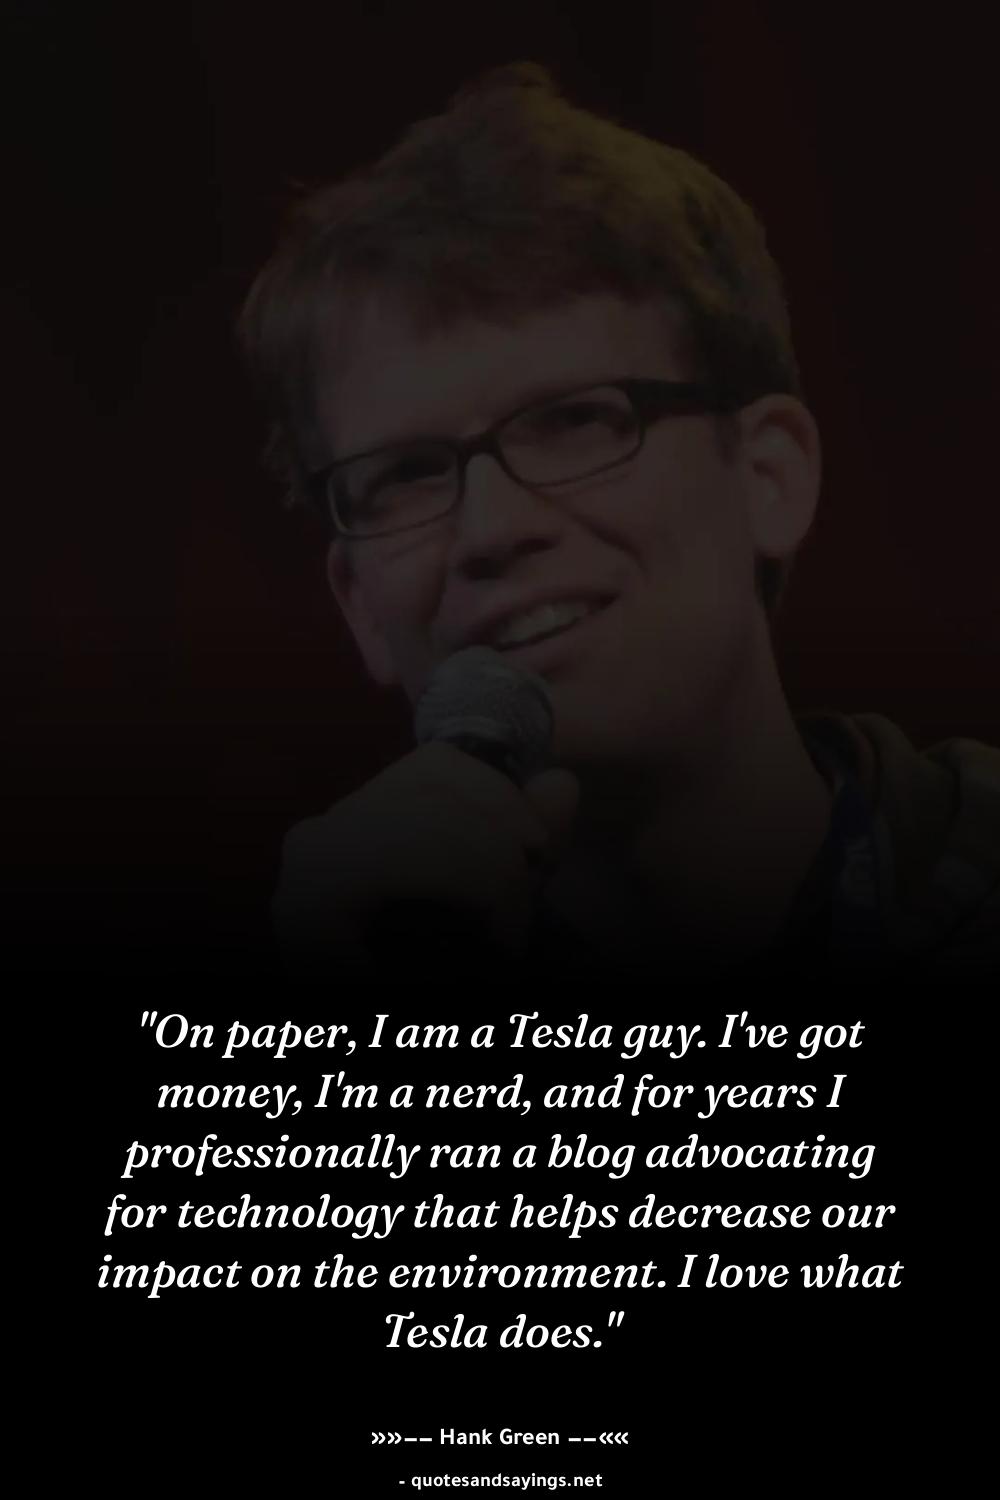 "On paper, I am a Tesla guy. I've got
money, I'm a nerd, and for years I
professionally ran a blog advocating
for technology that helps decrease our
impact on the environment. I love what
Tesla does."
»»−− Hank Green −−««
- quotesandsayings.net